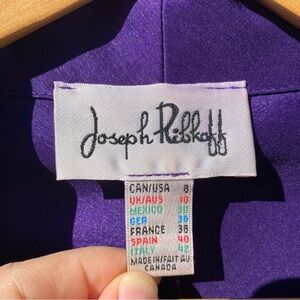 Joseph Ribkoff
CAN/USA 8
UK/AUS 10
MEXICO 30
GER 36
FRANCE 38
SPAIN 40
ITALY 42
MADE IN/FAIT AU
CANADA